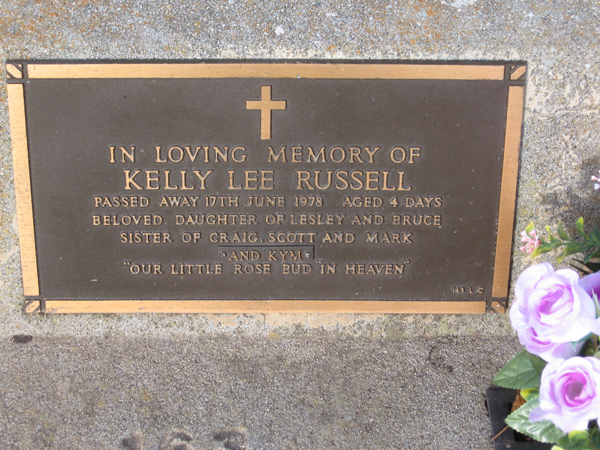 IN LOVING MEMORY OF
KELLY LEE RUSSELL
PASSED AWAY 17TH JUNE 1978 AGED 4 DAYS
BELOVED DAUGHTER OF LESLEY AND BRUCE
SISTER OF CRAIG, SCOTT AND MARK
·AND KYM·
"OUR LITTLE ROSE BUD IN HEAVEN"